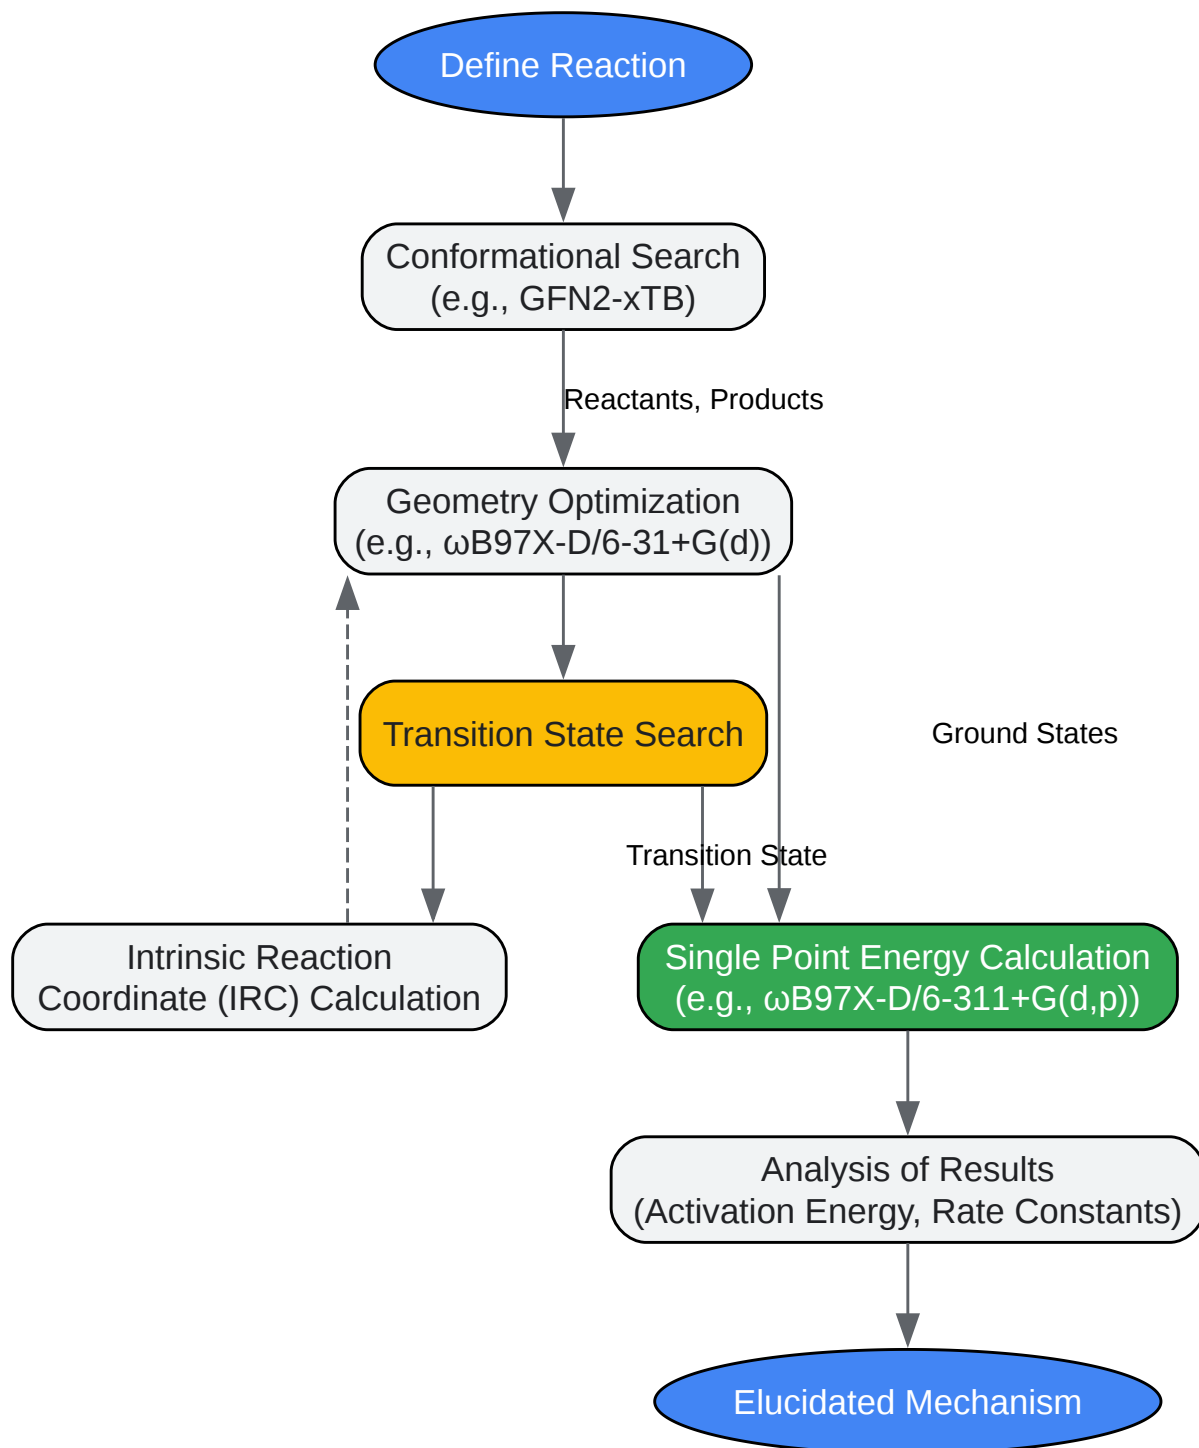 Define Reaction
Conformational Search
(e.g., GFN2-xTB)
Reactants, Products
Geometry Optimization
(e.g., ωB97X-D/6-31+G(d))
Transition State Search
Ground States
Transition State
Intrinsic Reaction
Coordinate (IRC) Calculation
Single Point Energy Calculation
(e.g., ωB97X-D/6-311+G(d,p))
Analysis of Results
(Activation Energy, Rate Constants)
Elucidated Mechanism